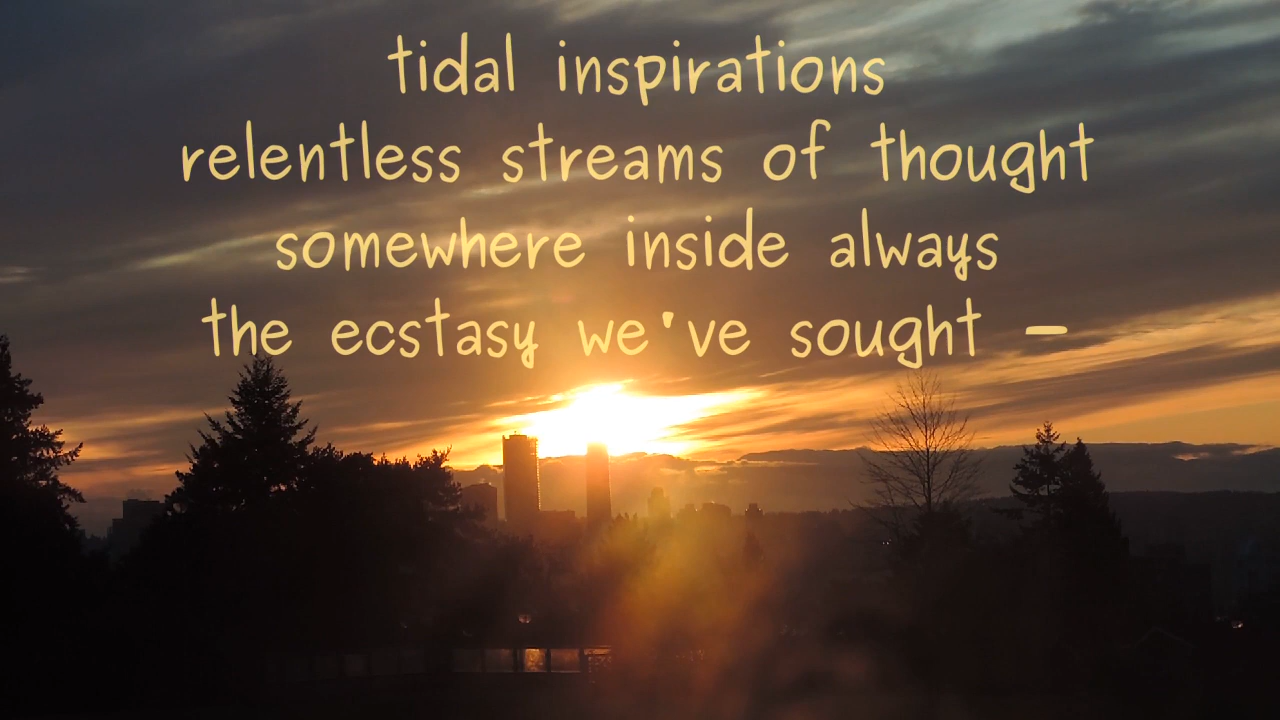 tidal inspirations
relentless streams of thought
somewhere inside always
the ecstasy we've sought –